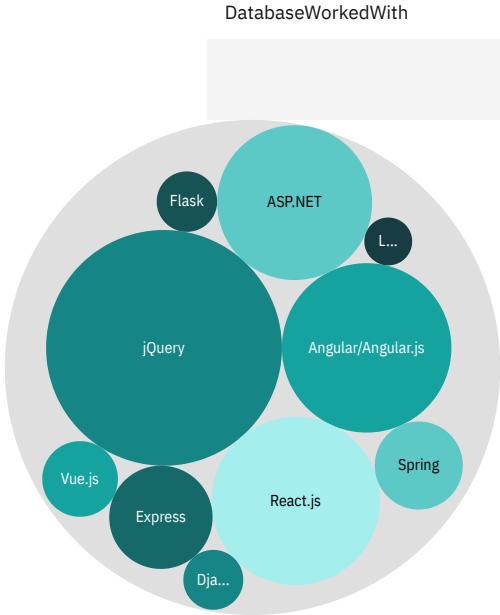 DatabaseWorkedWith
Flask
ASP.NET
L...
jQuery
Angular/Angular.js
Vue.js
Spring
React.js
Express
Dja...